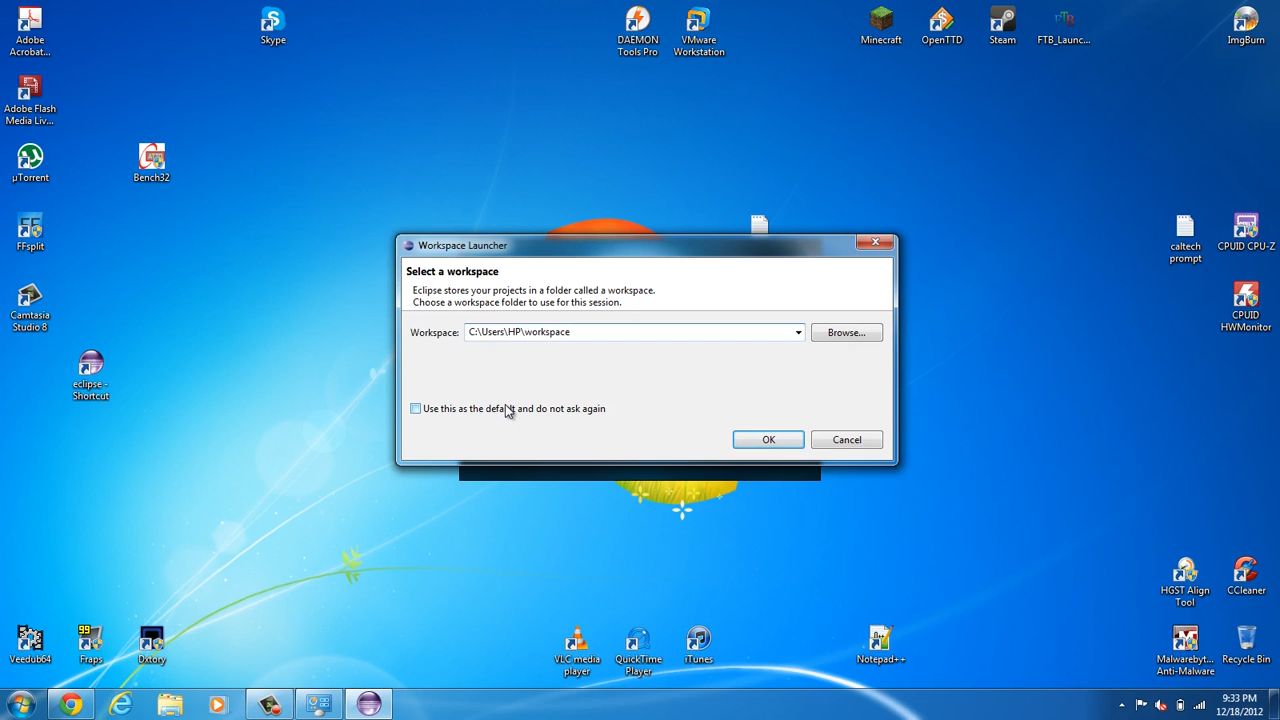 Adobe
Acrobat...
Skype
DAEMON
Tools Pro
VMware
Workstation
Minecraft
OpenTTD
Steam
FTB
FTB_Launc...
ImgBurn
Adobe Flash
Media Liv...
µTorrent
Bench32
FF
FFsplit
caltech
prompt
CPUID CPU-Z
Camtasia
Studio 8
CPUID
HWMonitor
eclipse -
Shortcut
Workspace Launcher
Select a workspace
Eclipse stores your projects in a folder called a workspace.
Choose a workspace folder to use for this session.
Workspace:
C:\Users\HP\workspace
Browse...
Use this as the default and do not ask again
OK
Cancel
HGST Align
Tool
CCleaner
Veedub64
99
Fraps
Dxtory
VLC media
player
QuickTime
Player
iTunes
Notepad++
Malwarebyt...
Anti-Malware
Recycle Bin
9:33 PM
12/18/2012